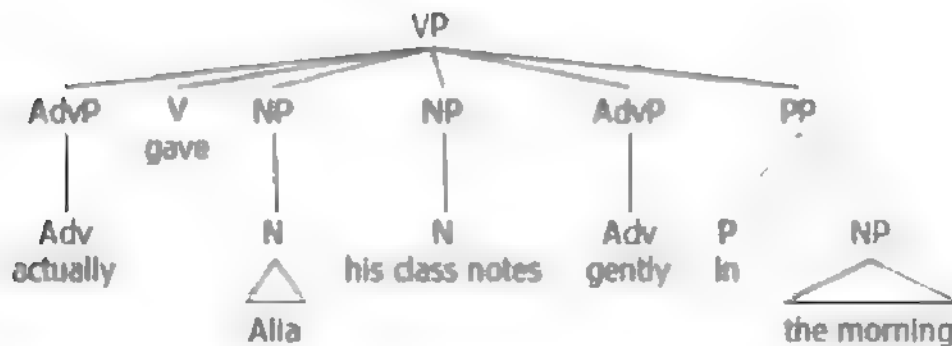 VP
AdvP V NP NP AdvP PP
gave
Adv N N Adv P NP
actually his class notes gently in
Alia the morning